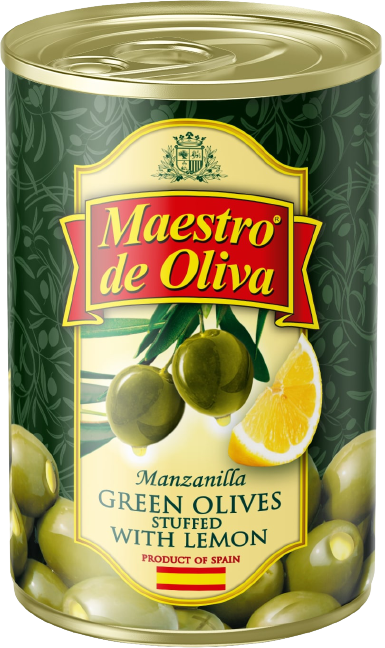 Maestro®
de Oliva
Manzanilla
GREEN OLIVES
STUFFED
WITH LEMON
PRODUCT OF SPAIN